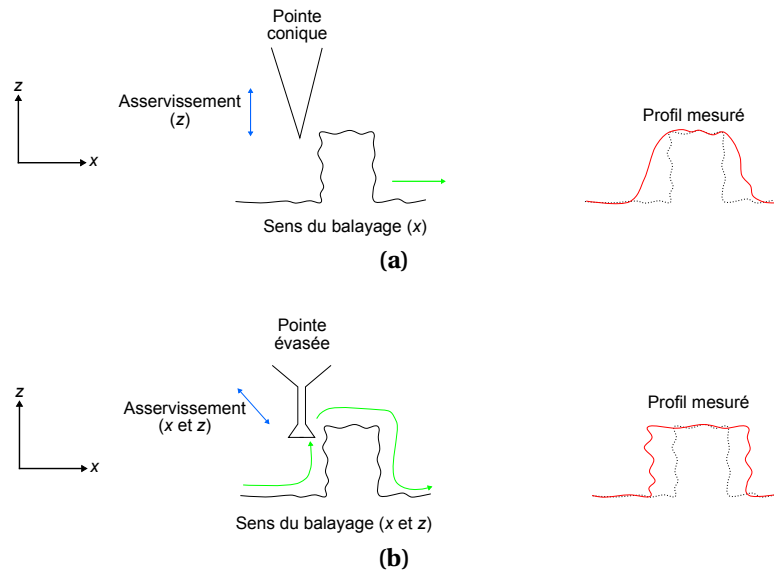 Pointe
conique
z
Asservissement
(z)
x
Profil mesuré
Sens du balayage (x)
(a)
Pointe
évasée
z
Asservissement
(x et z)
x
Profil mesuré
Sens du balayage (x et z)
(b)